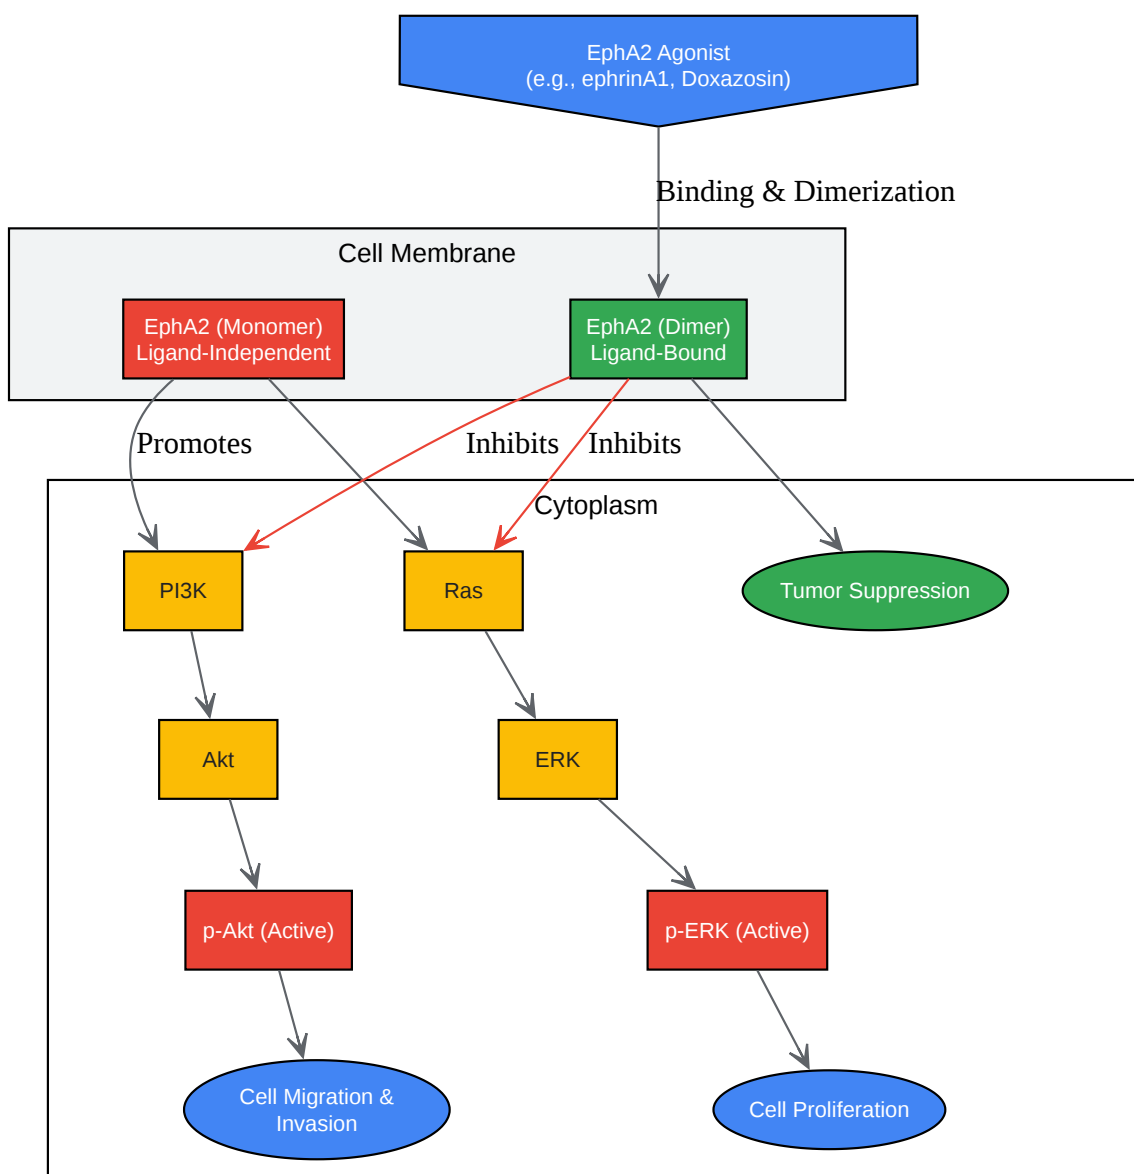 EphA2 Agonist
(e.g., ephrinA1, Doxazosin)
Binding & Dimerization
Cell Membrane
EphA2 (Monomer)
Ligand-Independent
EphA2 (Dimer)
Ligand-Bound
Promotes
Inhibits
Inhibits
Cytoplasm
PI3K
Ras
Tumor Suppression
Akt
ERK
p-Akt (Active)
p-ERK (Active)
Cell Migration &
Invasion
Cell Proliferation